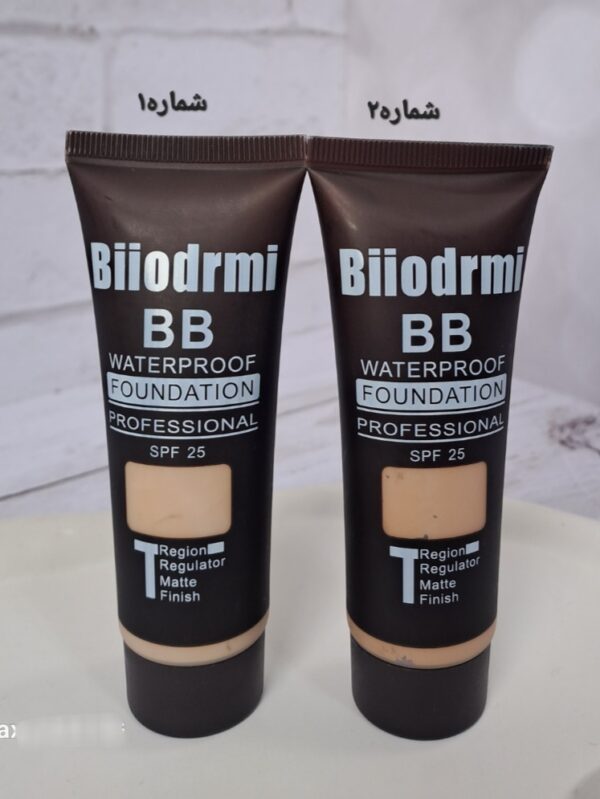 شماره۱
شماره۲
Biiodrmi
BB
WATERPROOF
FOUNDATION
PROFESSIONAL
SPF 25
T Region
Regulator
Matte
Finish
Biiodrmi
BB
WATERPROOF
FOUNDATION
PROFESSIONAL
SPF 25
T Region
Regulator
Matte
Finish